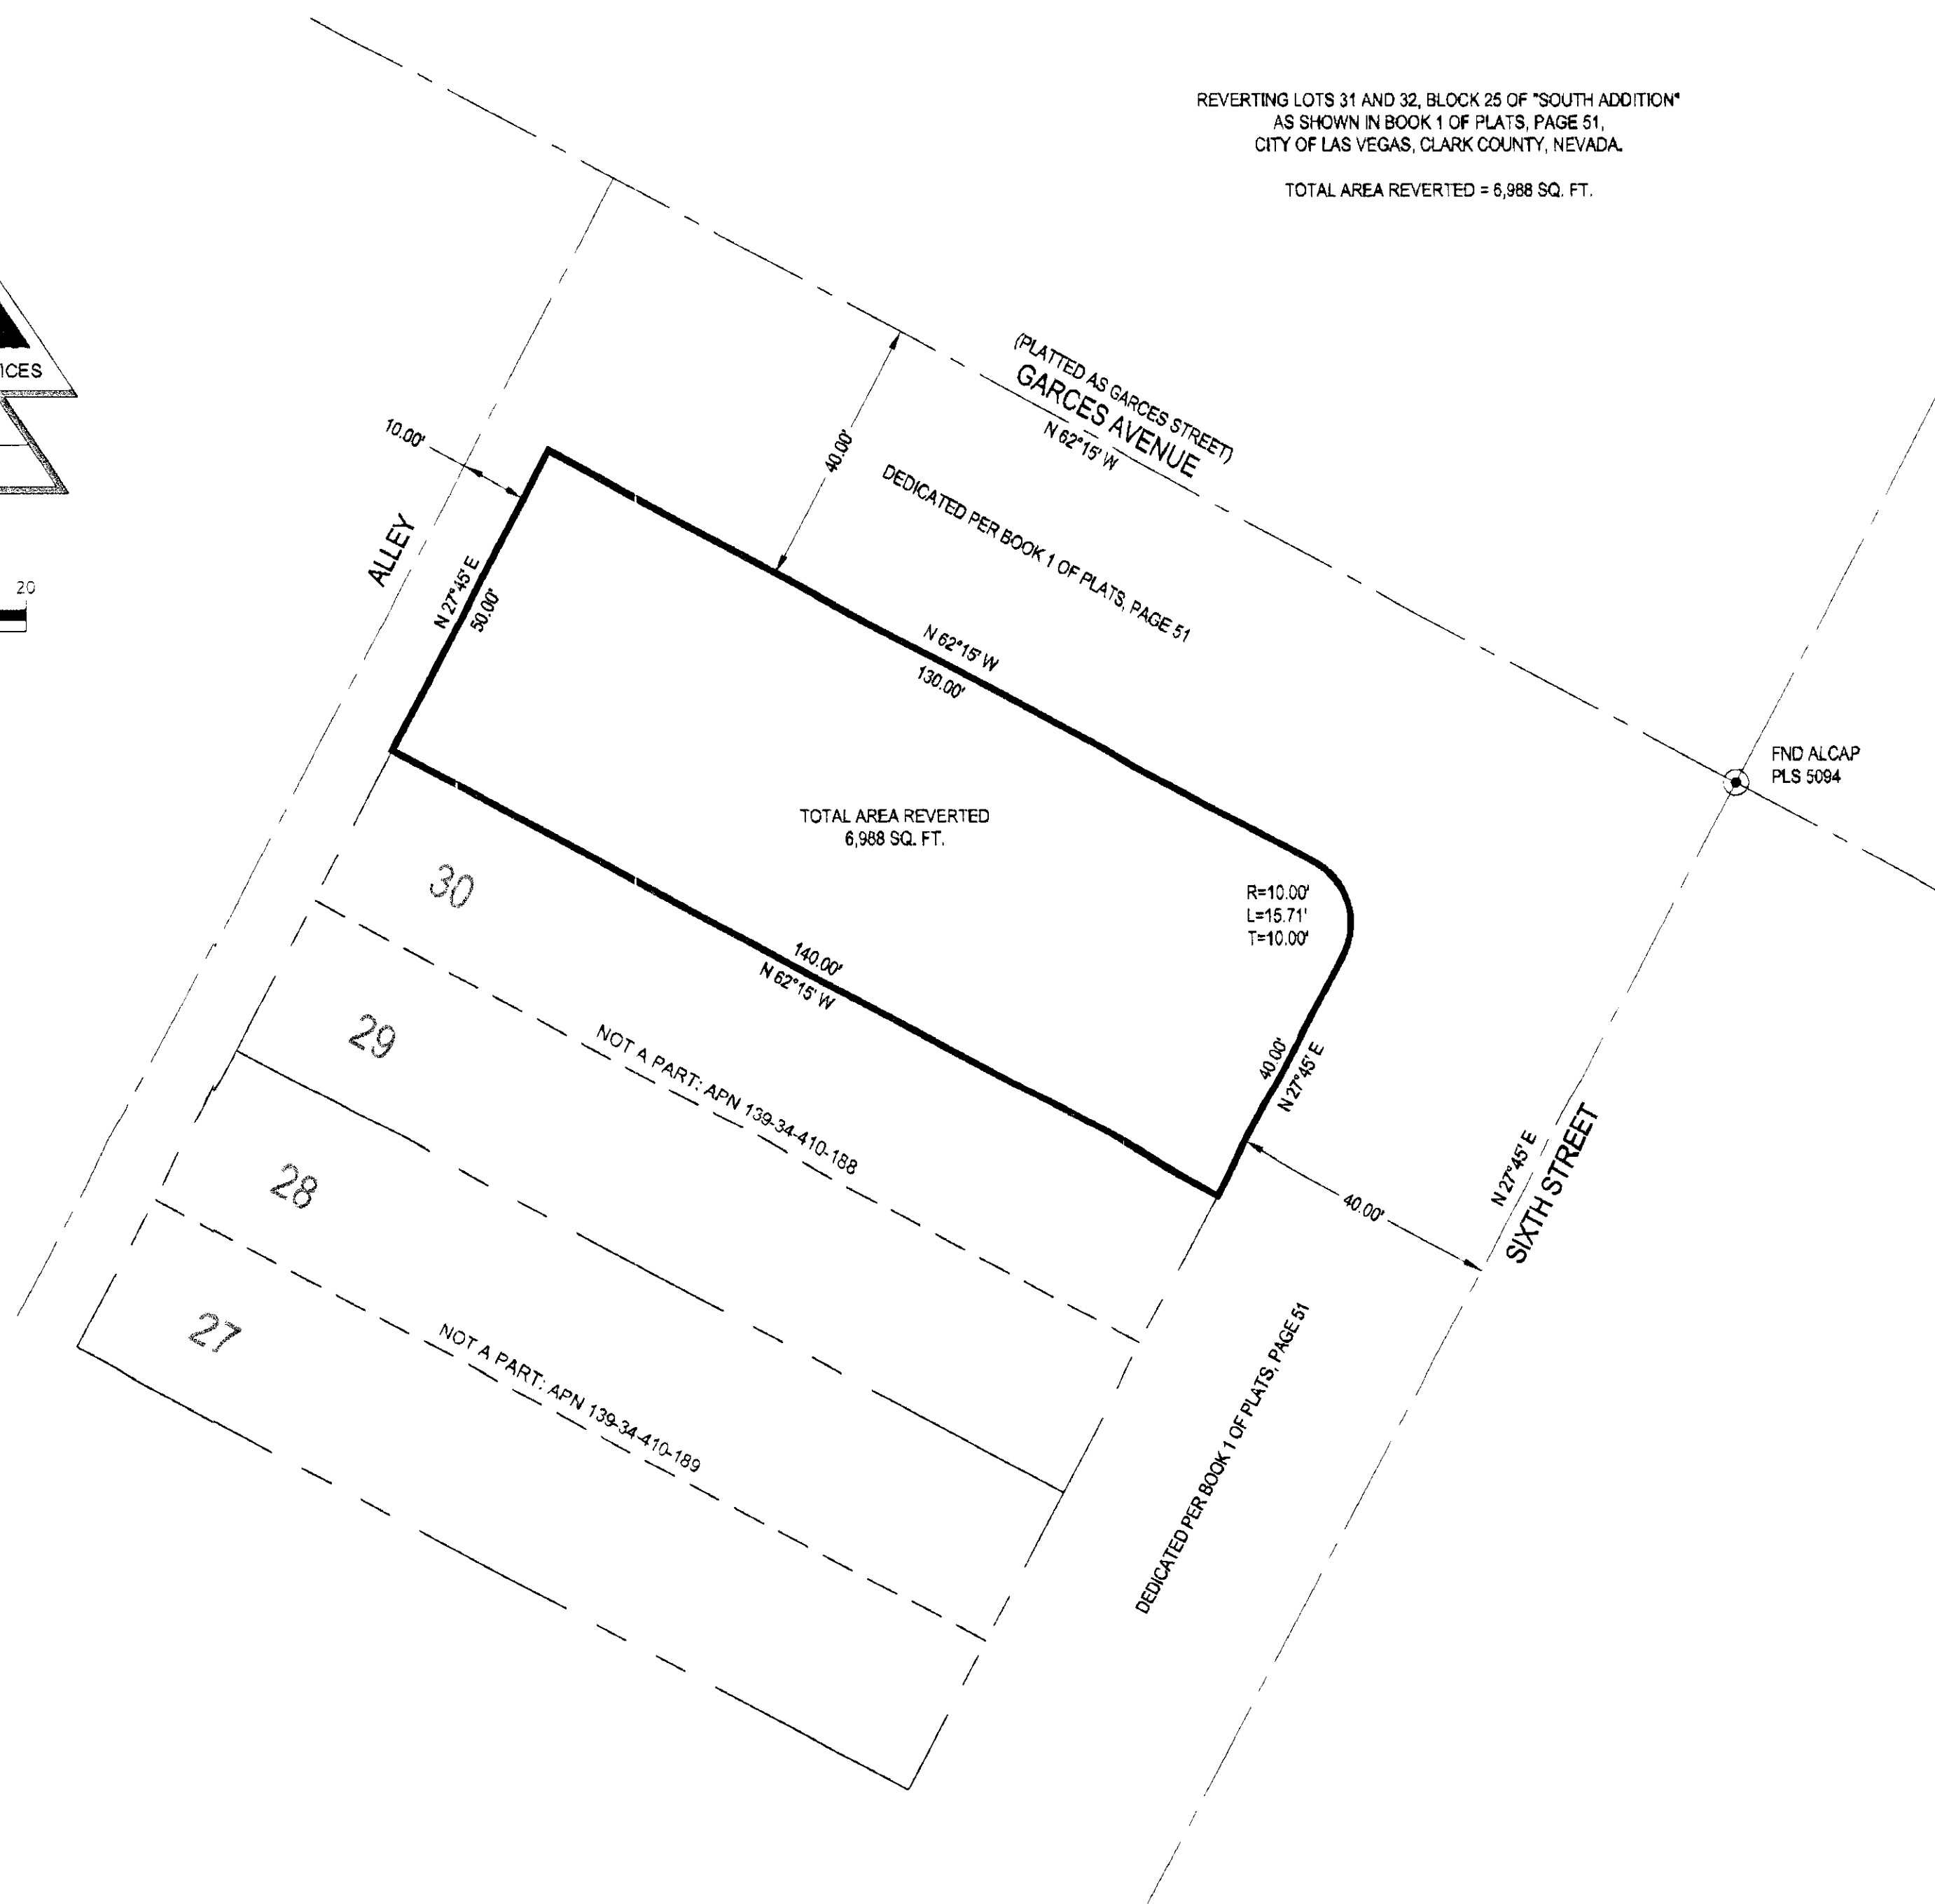 REVERTING LOTS 31 AND 32, BLOCK 25 OF "SOUTH ADDITION"
AS SHOWN IN BOOK 1 OF PLATS, PAGE 51,
CITY OF LAS VEGAS, CLARK COUNTY, NEVADA.
TOTAL AREA REVERTED = 6,988 SQ. FT.
(PLATTED AS GARCES STREET)
GARCES AVENUE
N 62°15' W
40.00'
DEDICATED PER BOOK 1 OF PLATS, PAGE 51
10.00'
ALLEY
N 27°45' E
50.00'
20
N 62°15' W
130.00'
FND ALCAP
PLS 5094
TOTAL AREA REVERTED
6,988 SQ. FT.
R=10.00'
L=15.71'
T=10.00'
30
140.00'
N 62°15' W
40.00'
N 27°45' E
29
NOT A PART: APN 139-34-410-188
N 27°45' E
SIXTH STREET
40.00'
28
27
NOT A PART: APN 139-34-410-189
DEDICATED PER BOOK 1 OF PLATS, PAGE 51